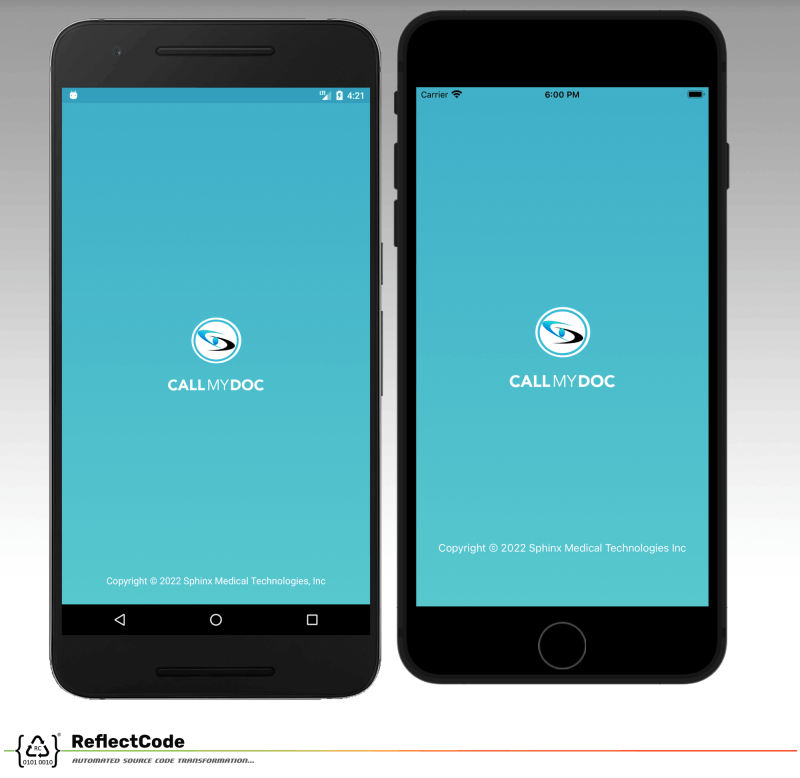 4:21
CALLMYDOC
Copyright © 2022 Sphinx Medical Technologies, Inc
Carrier
6:00 PM
CALLMYDOC
Copyright © 2022 Sphinx Medical Technologies Inc
RC
0101 0010
®
ReflectCode
AUTOMATED SOURCE CODE TRANSFORMATION...